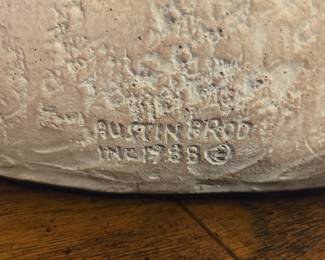 AUSTIN PROD
INC 1988 ©